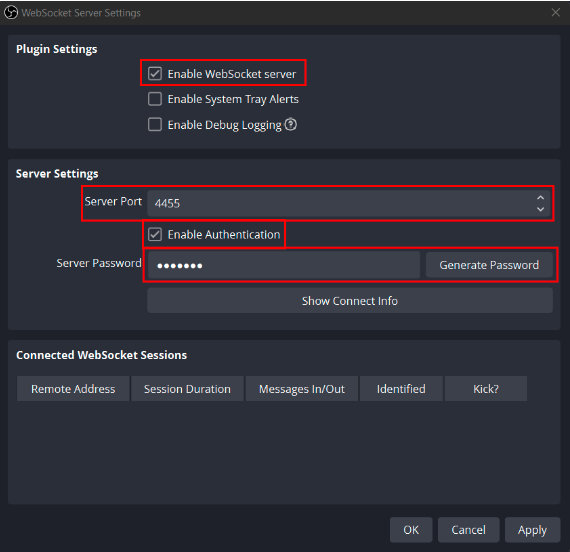 WebSocket Server Settings
Plugin Settings
Enable WebSocket server
Enable System Tray Alerts
Enable Debug Logging ?
Server Settings
Server Port 4455
Enable Authentication
Server Password ●●●●●●● Generate Password
Show Connect Info
Connected WebSocket Sessions
Remote Address Session Duration Messages In/Out Identified Kick?
OK Cancel Apply